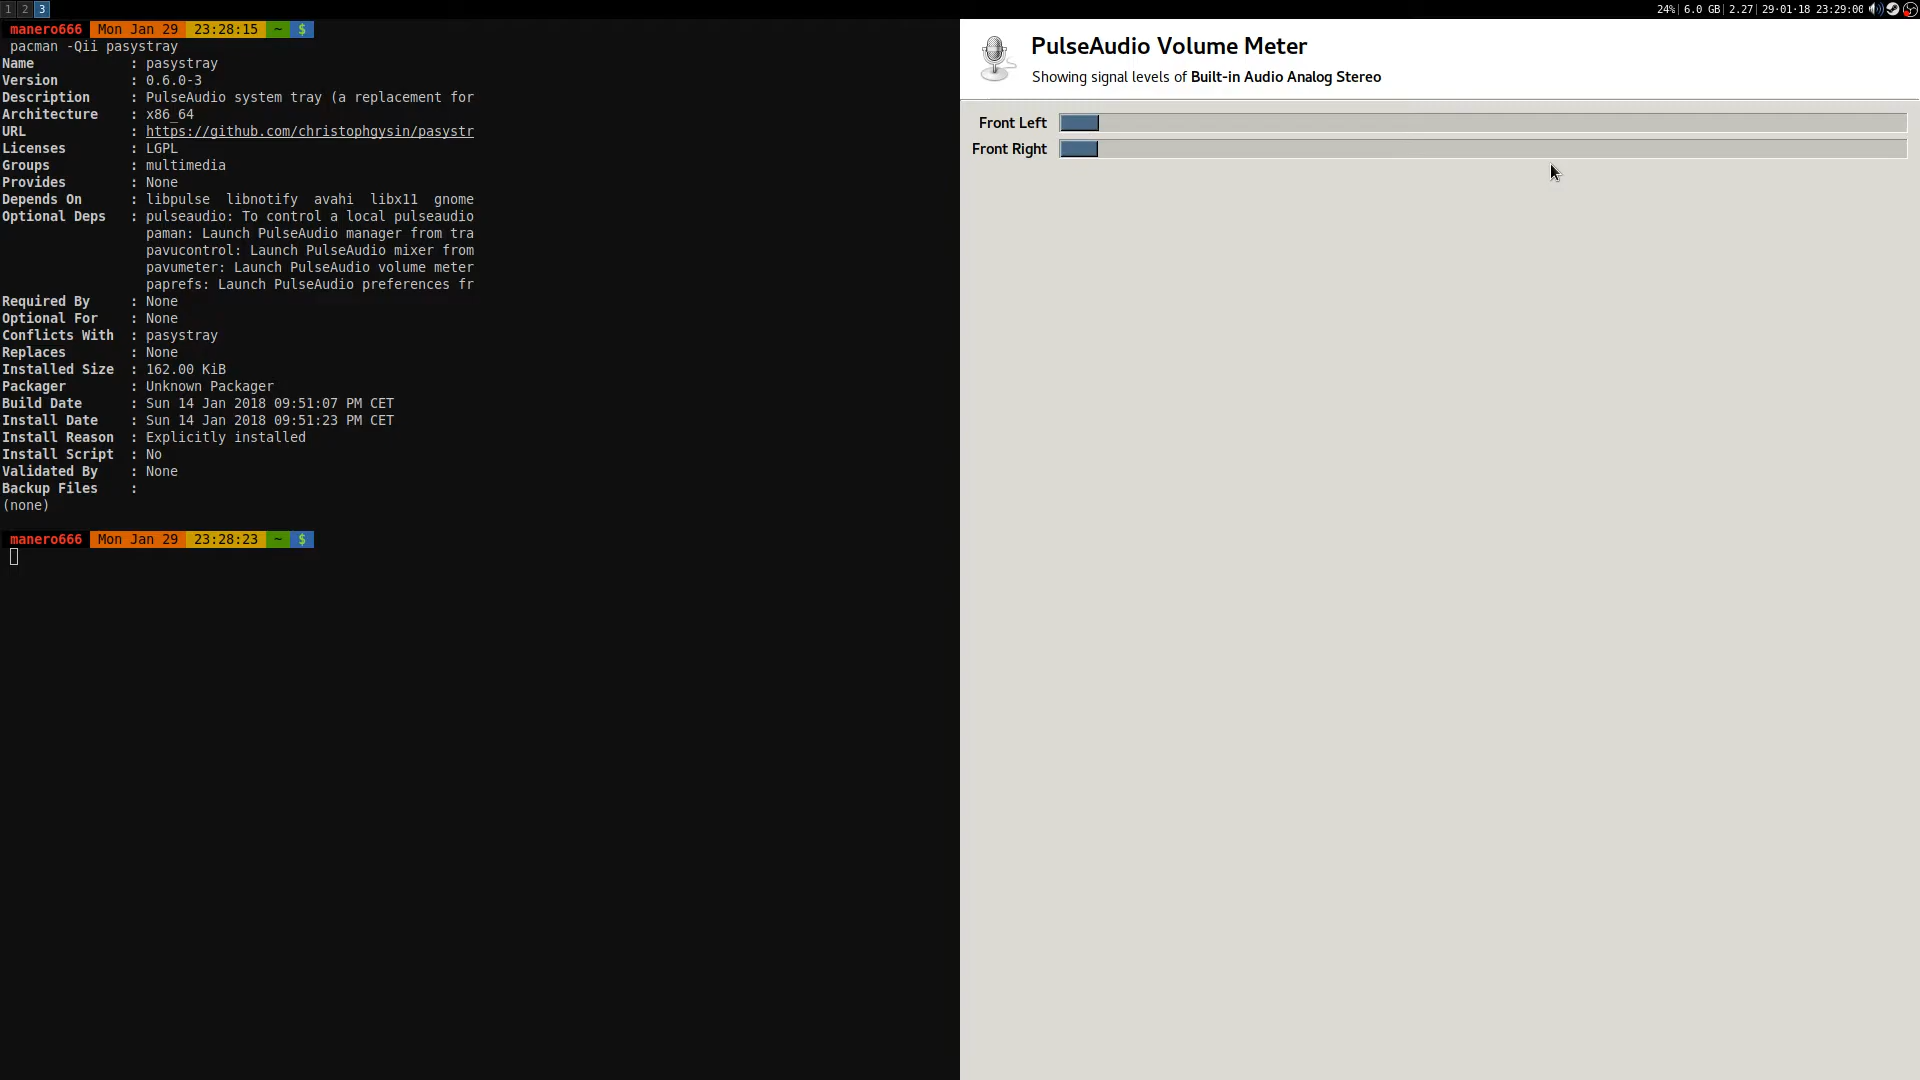 1 2 3
24%| 6.0 GB| 2.27| 29-01-18 23:29:00
manero666 Mon Jan 29 23:28:15 ~ $
pacman -Qii pasystray
Name : pasystray
Version : 0.6.0-3
Description : PulseAudio system tray (a replacement for
Architecture : x86_64
URL : https://github.com/christophgysin/pasystr
Licenses : LGPL
Groups : multimedia
Provides : None
Depends On : libpulse libnotify avahi libx11 gnome
Optional Deps : pulseaudio: To control a local pulseaudio
paman: Launch PulseAudio manager from tra
pavucontrol: Launch PulseAudio mixer from
pavumeter: Launch PulseAudio volume meter
paprefs: Launch PulseAudio preferences fr
Required By : None
Optional For : None
Conflicts With : pasystray
Replaces : None
Installed Size : 162.00 KiB
Packager : Unknown Packager
Build Date : Sun 14 Jan 2018 09:51:07 PM CET
Install Date : Sun 14 Jan 2018 09:51:23 PM CET
Install Reason : Explicitly installed
Install Script : No
Validated By : None
Backup Files :
(none)
manero666 Mon Jan 29 23:28:23 ~ $
PulseAudio Volume Meter
Showing signal levels of Built-in Audio Analog Stereo
Front Left
Front Right